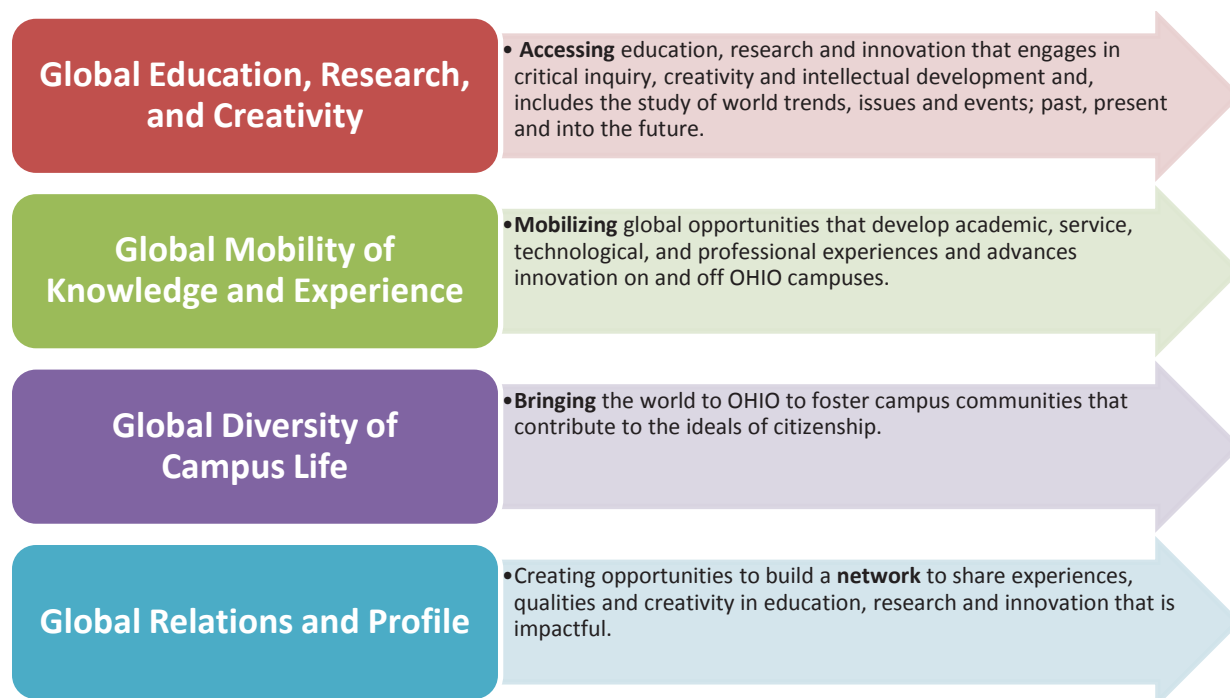 Global Education, Research,
and Creativity
• Accessing education, research and innovation that engages in
critical inquiry, creativity and intellectual development and,
includes the study of world trends, issues and events; past, present
and into the future.
Global Mobility of
Knowledge and Experience
•Mobilizing global opportunities that develop academic, service,
technological, and professional experiences and advances
innovation on and off OHIO campuses.
Global Diversity of
Campus Life
•Bringing the world to OHIO to foster campus communities that
contribute to the ideals of citizenship.
Global Relations and Profile
•Creating opportunities to build a network to share experiences,
qualities and creativity in education, research and innovation that is
impactful.